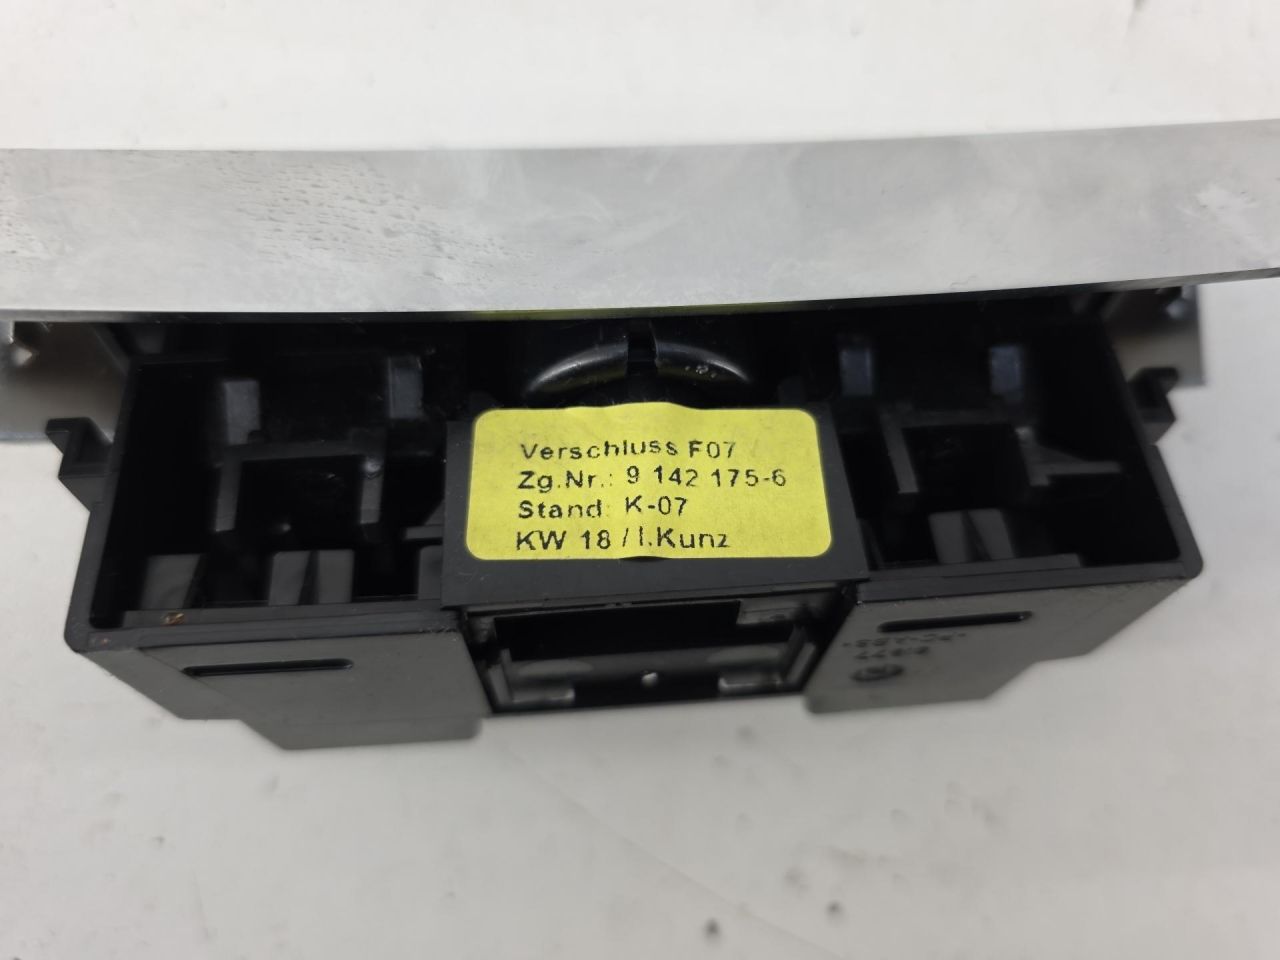 Verschluss F07
Zg.Nr.: 9 142 175-6
Stand: K-07
KW 18 / I.Kunz